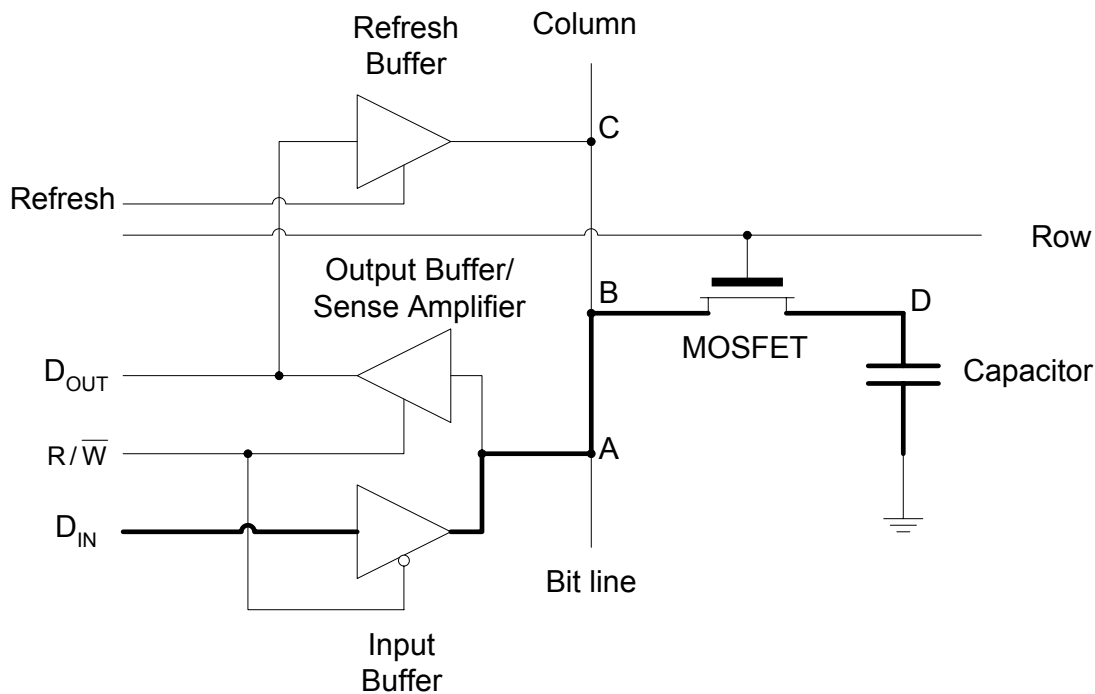 Refresh
Buffer
Column
C
Refresh
Row
Output Buffer/
Sense Amplifier
B
D
MOSFET
D_OUT
Capacitor
R/W̅
A
D_IN
Bit line
Input
Buffer